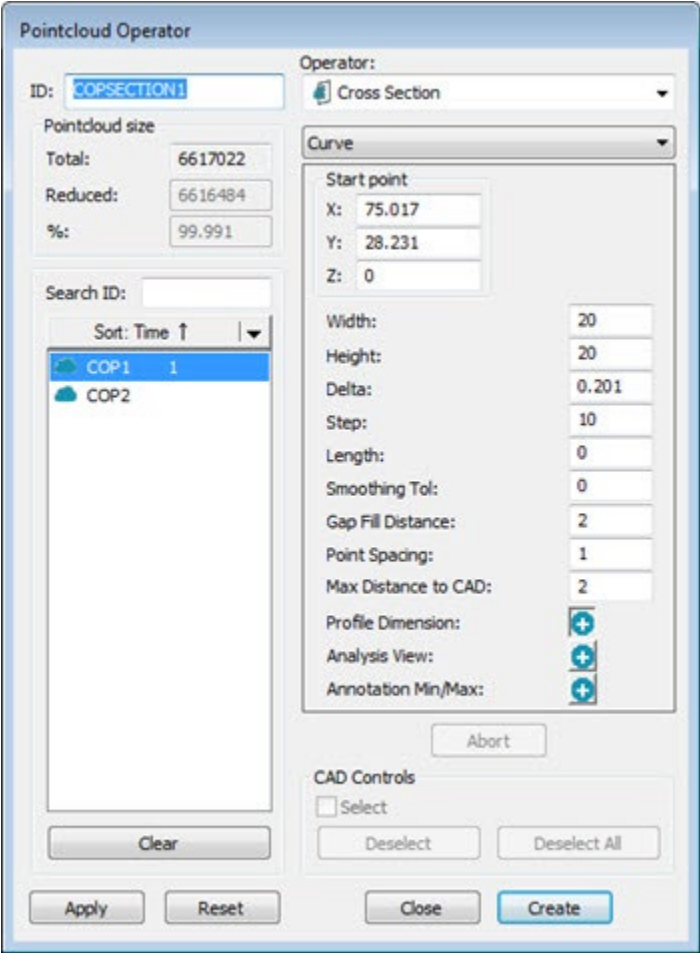 Pointcloud Operator
ID: COPSECTION1
Operator:
Cross Section
Pointcloud size
Total: 6617022
Reduced: 6616484
%: 99.991
Curve
Start point
X: 75.017
Y: 28.231
Z: 0
Search ID:
Sort: Time ↑
COP1 1
COP2
Width: 20
Height: 20
Delta: 0.201
Step: 10
Length: 0
Smoothing Tol: 0
Gap Fill Distance: 2
Point Spacing: 1
Max Distance to CAD: 2
Profile Dimension:
Analysis View:
Annotation Min/Max:
Abort
CAD Controls
Select
Deselect Deselect All
Clear
Apply Reset Close Create